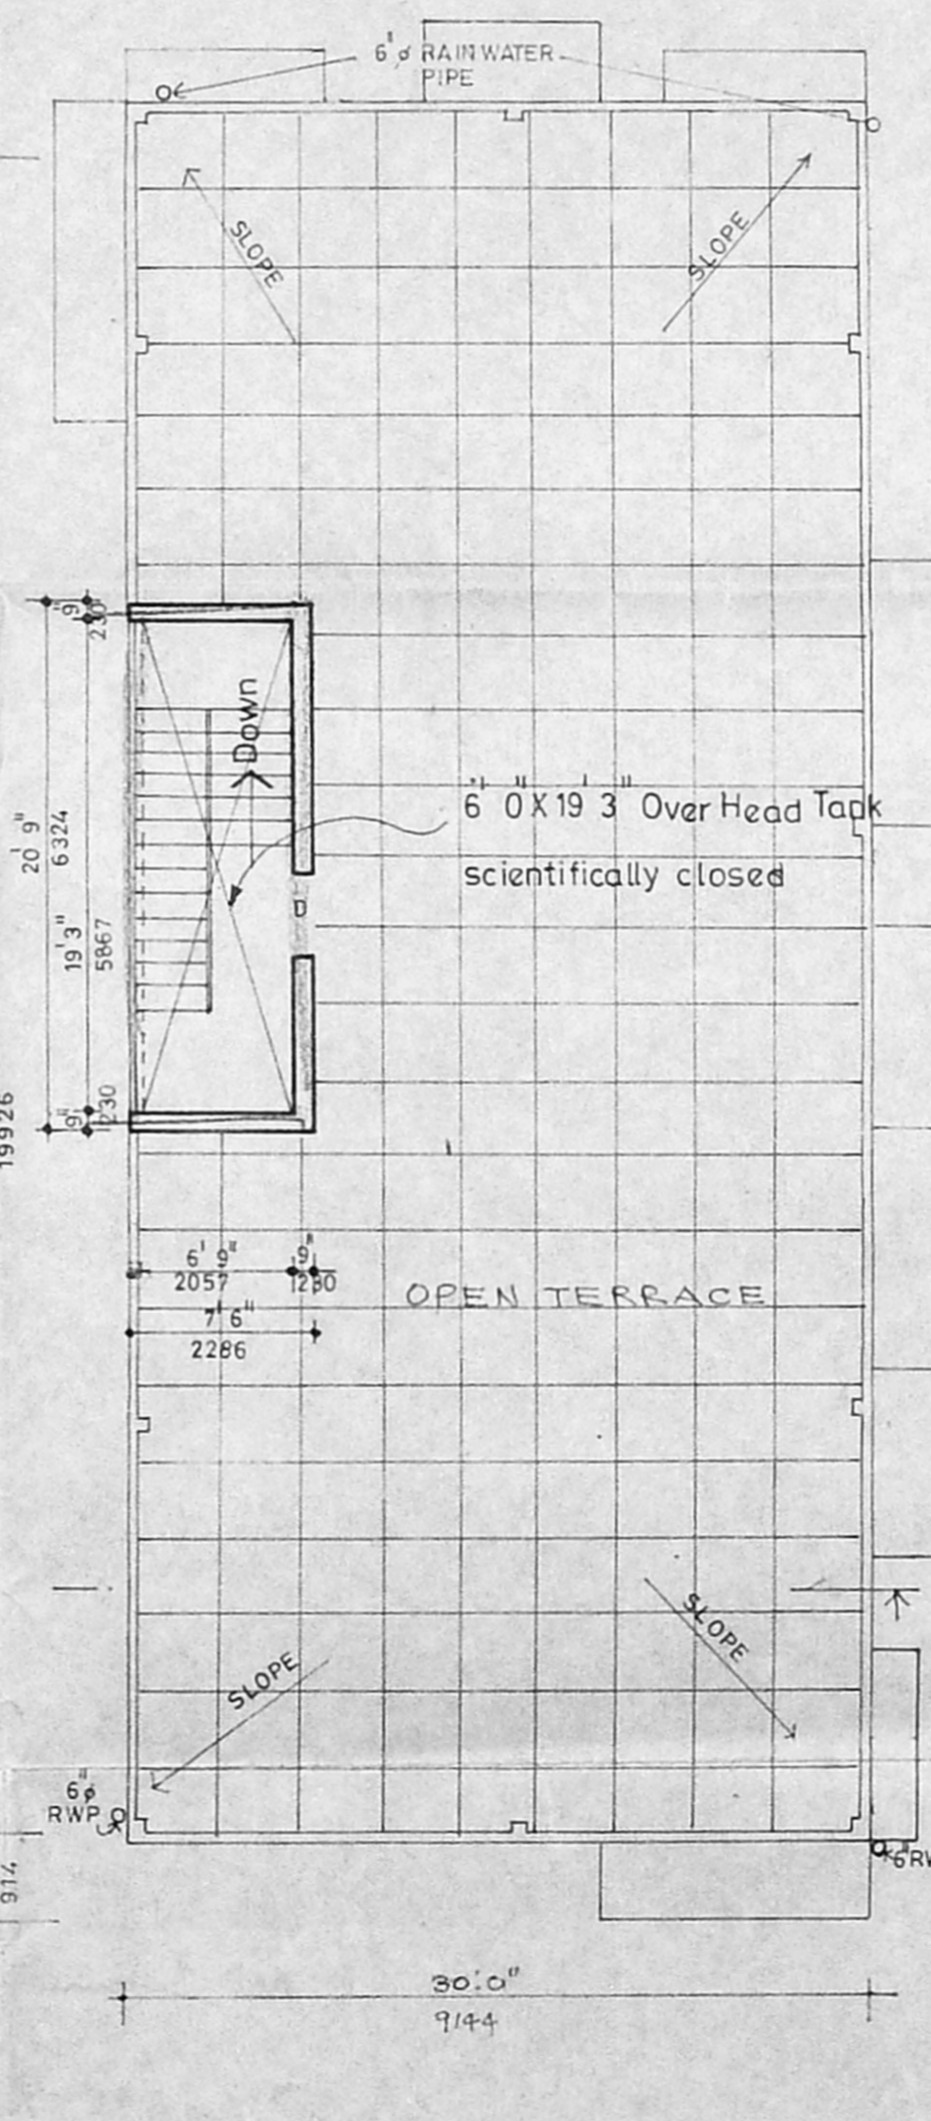 6" ⌀ RAIN WATER
PIPE
SLOPE
SLOPE
9"
230
Down
6' 0" X 19' 3" Over Head Tank
scientifically closed
20' 9"
6324
19' 3"
5867
D
9"
230
19926
6' 9"
2057
9"
230
OPEN TERRACE
7' 6"
2286
SLOPE
SLOPE
6" ⌀
RWP
6" RW
914
30'.0"
9144